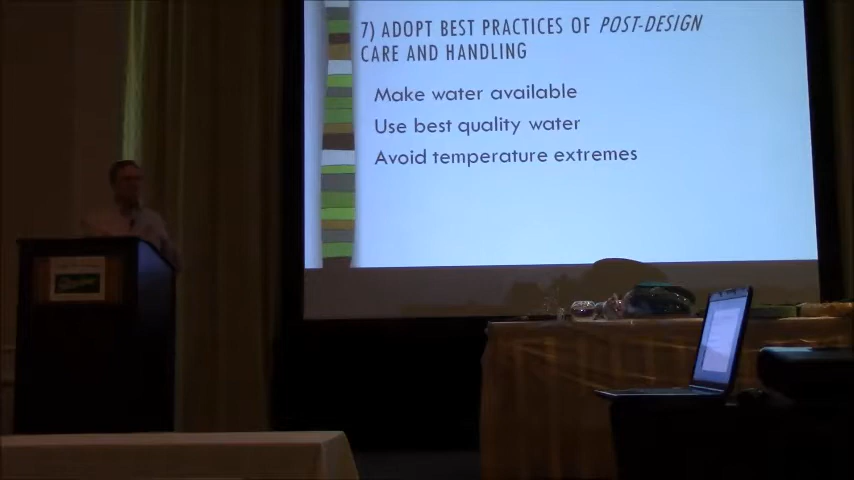 7) ADOPT BEST PRACTICES OF POST-DESIGN
CARE AND HANDLING
Make water available
Use best quality water
Avoid temperature extremes